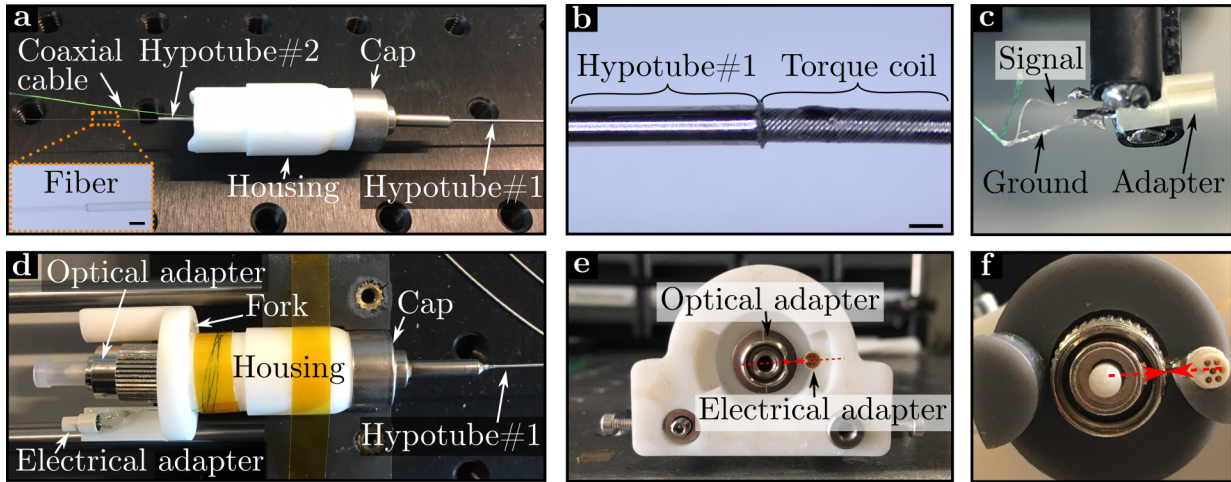 a
Coaxial
cable
Hypotube#2
Cap
Fiber
Housing
Hypotube#1
b
Hypotube#1
Torque coil
c
Signal
Ground
Adapter
d
Optical adapter
Fork
Cap
Housing
Hypotube#1
Electrical adapter
e
Optical adapter
Electrical adapter
f